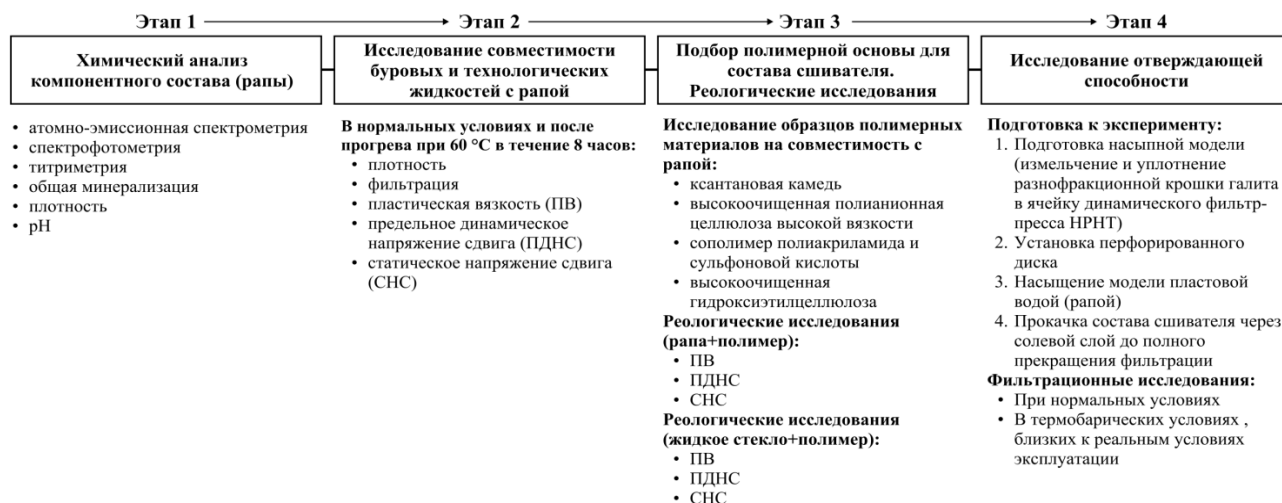 Этап 1
Этап 2
Этап 3
Этап 4
Химический анализ
компонентного состава (рапы)
Исследование совместимости
буровых и технологических
жидкостей с рапой
Подбор полимерной основы для
состава сшивателя.
Реологические исследования
Исследование отверждающей
способности
• атомно-эмиссионная спектрометрия
• спектрофотометрия
• титриметрия
• общая минерализация
• плотность
• pH
В нормальных условиях и после
прогрева при 60 °С в течение 8 часов:
• плотность
• фильтрация
• пластическая вязкость (ПВ)
• предельное динамическое
напряжение сдвига (ПДНС)
• статическое напряжение сдвига
(СНС)
Исследование образцов полимерных
материалов на совместимость с
рапой:
• ксантановая камедь
• высокоочищенная полианионная
целлюлоза высокой вязкости
• сополимер полиакриламида и
сульфоновой кислоты
• высокоочищенная
гидроксиэтилцеллюлоза
Реологические исследования
(рапа+полимер):
• ПВ
• ПДНС
• СНС
Реологические исследования
(жидкое стекло+полимер):
• ПВ
• ПДНС
• СНС
Подготовка к эксперименту:
1. Подготовка насыпной модели
(измельчение и уплотнение
разнофракционной крошки галита
в ячейку динамического фильтр-
пресса HPHT)
2. Установка перфорированного
диска
3. Насыщение модели пластовой
водой (рапой)
4. Прокачка состава сшивателя через
солевой слой до полного
прекращения фильтрации
Фильтрационные исследования:
• При нормальных условиях
• В термобарических условиях ,
близких к реальным условиях
эксплуатации